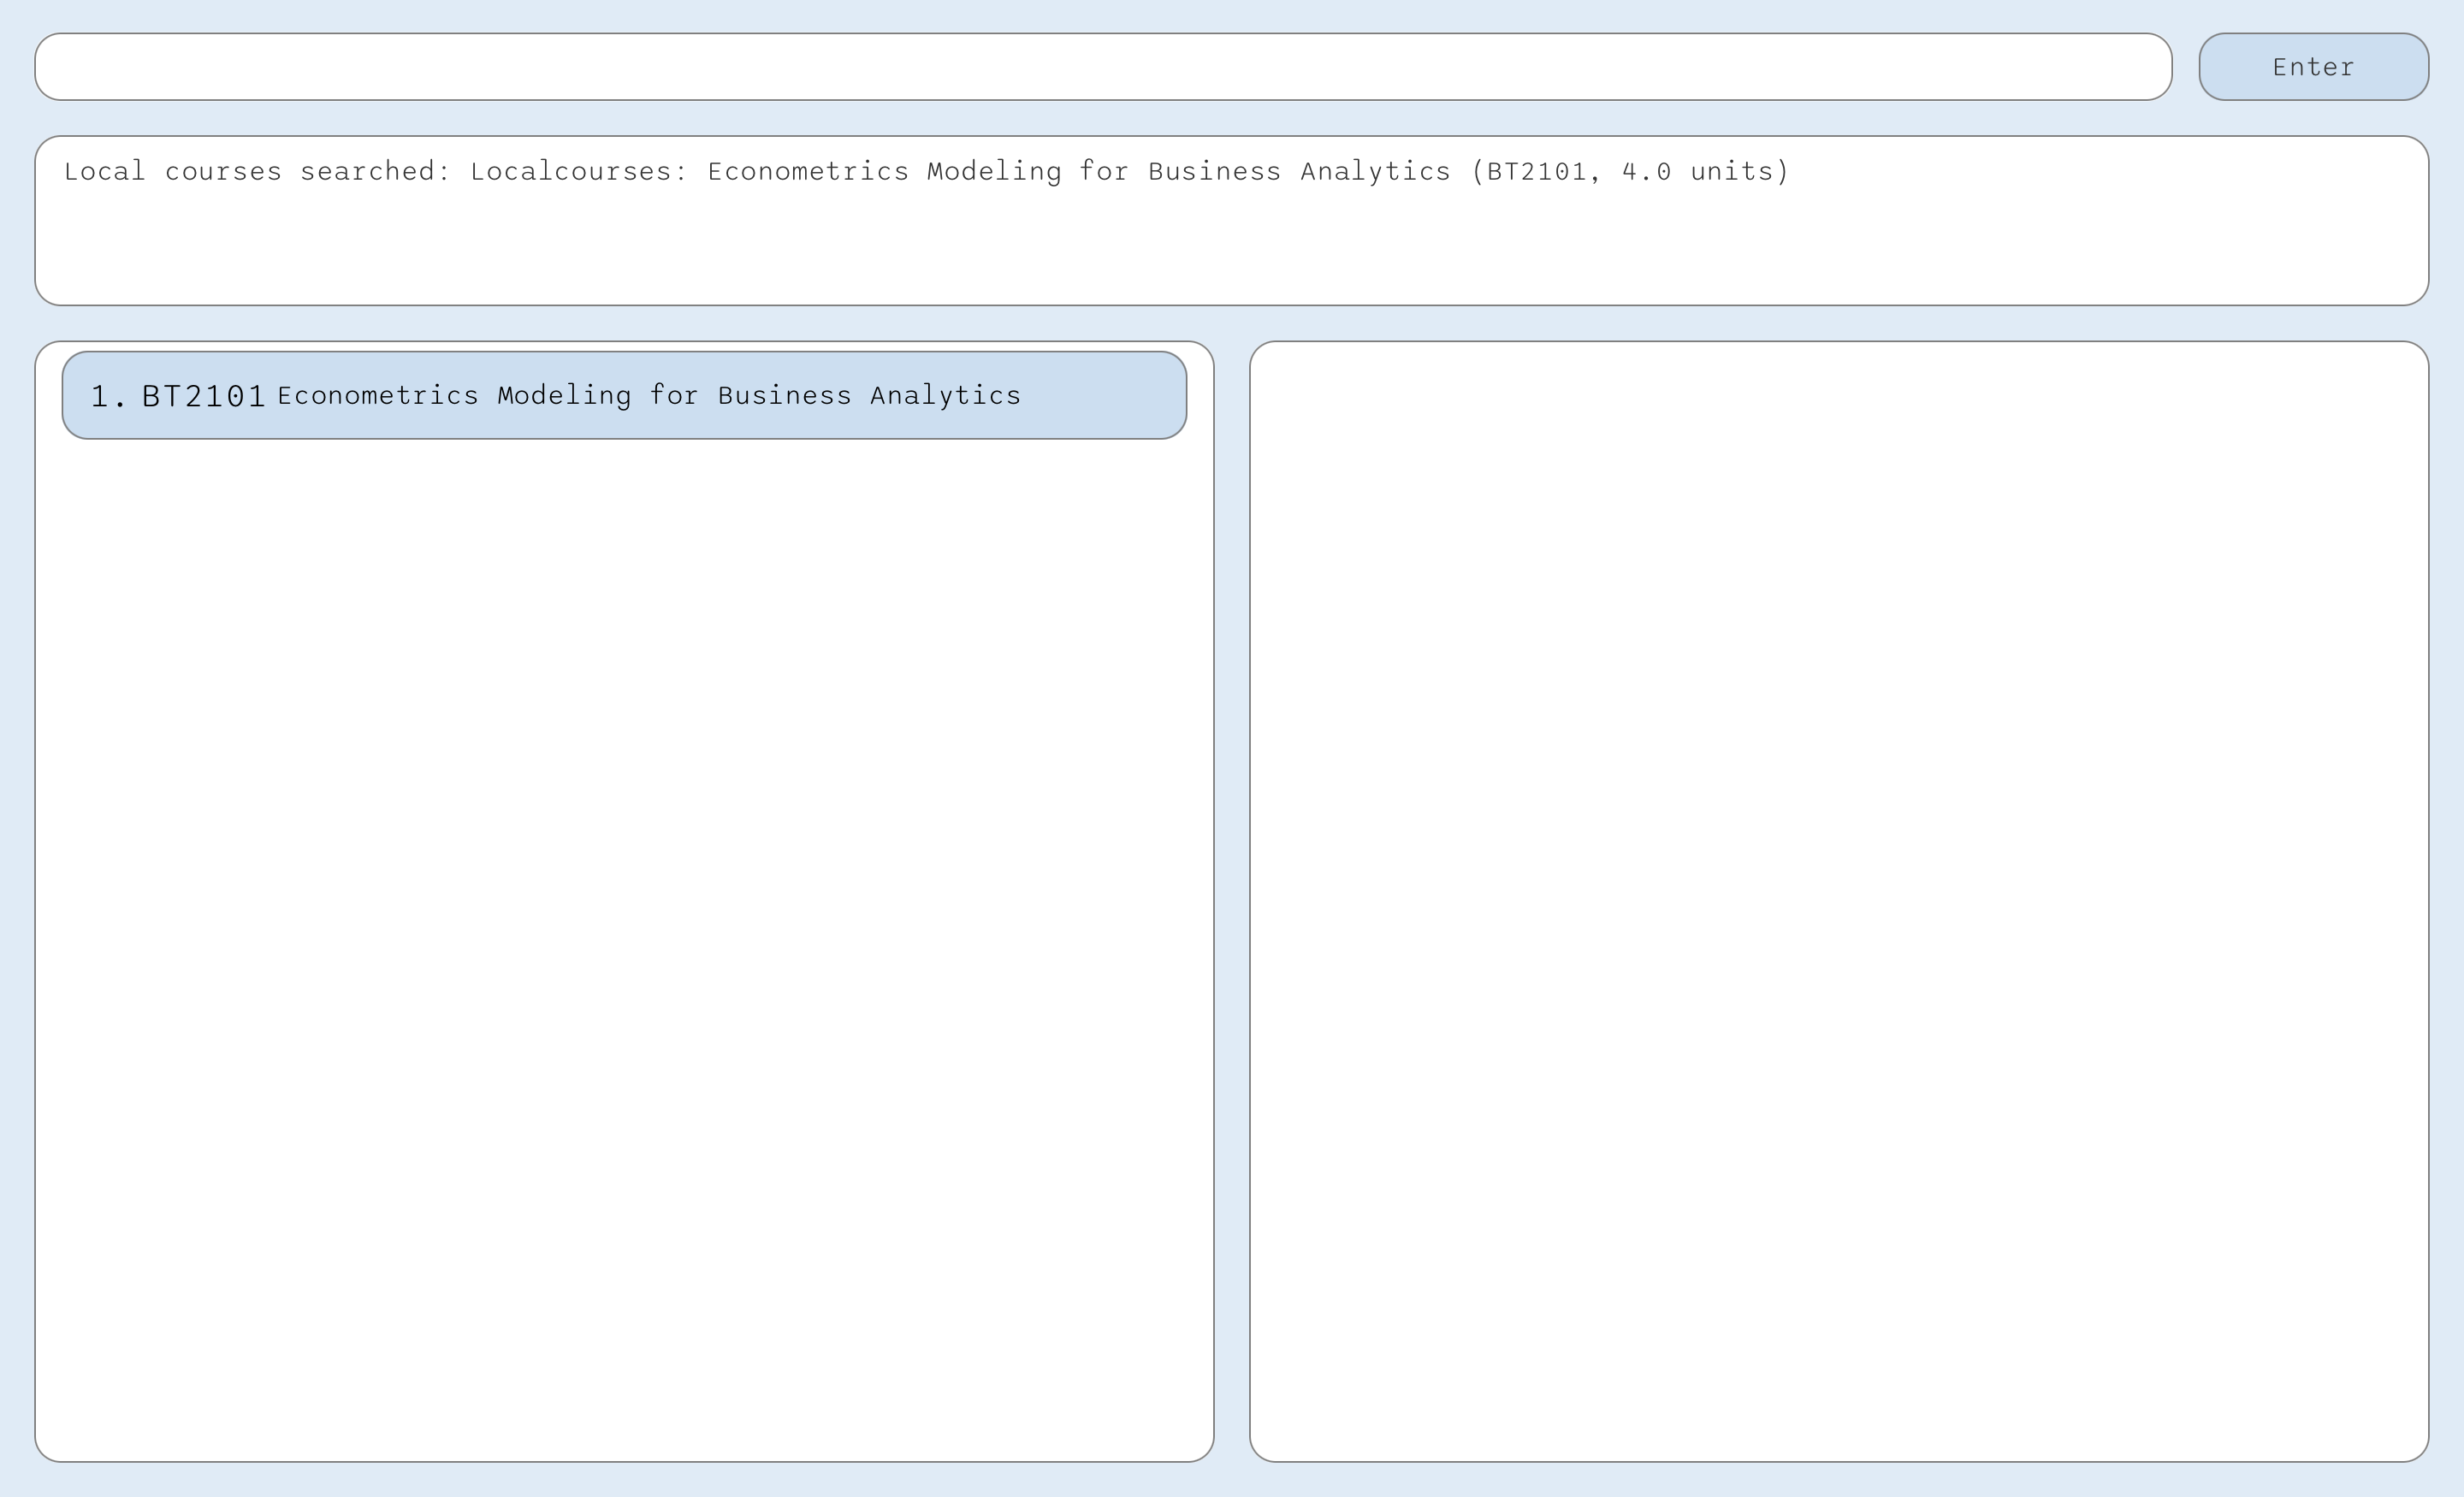 Enter
Local courses searched: Localcourses: Econometrics Modeling for Business Analytics (BT2101, 4.0 units)
1. BT2101 Econometrics Modeling for Business Analytics